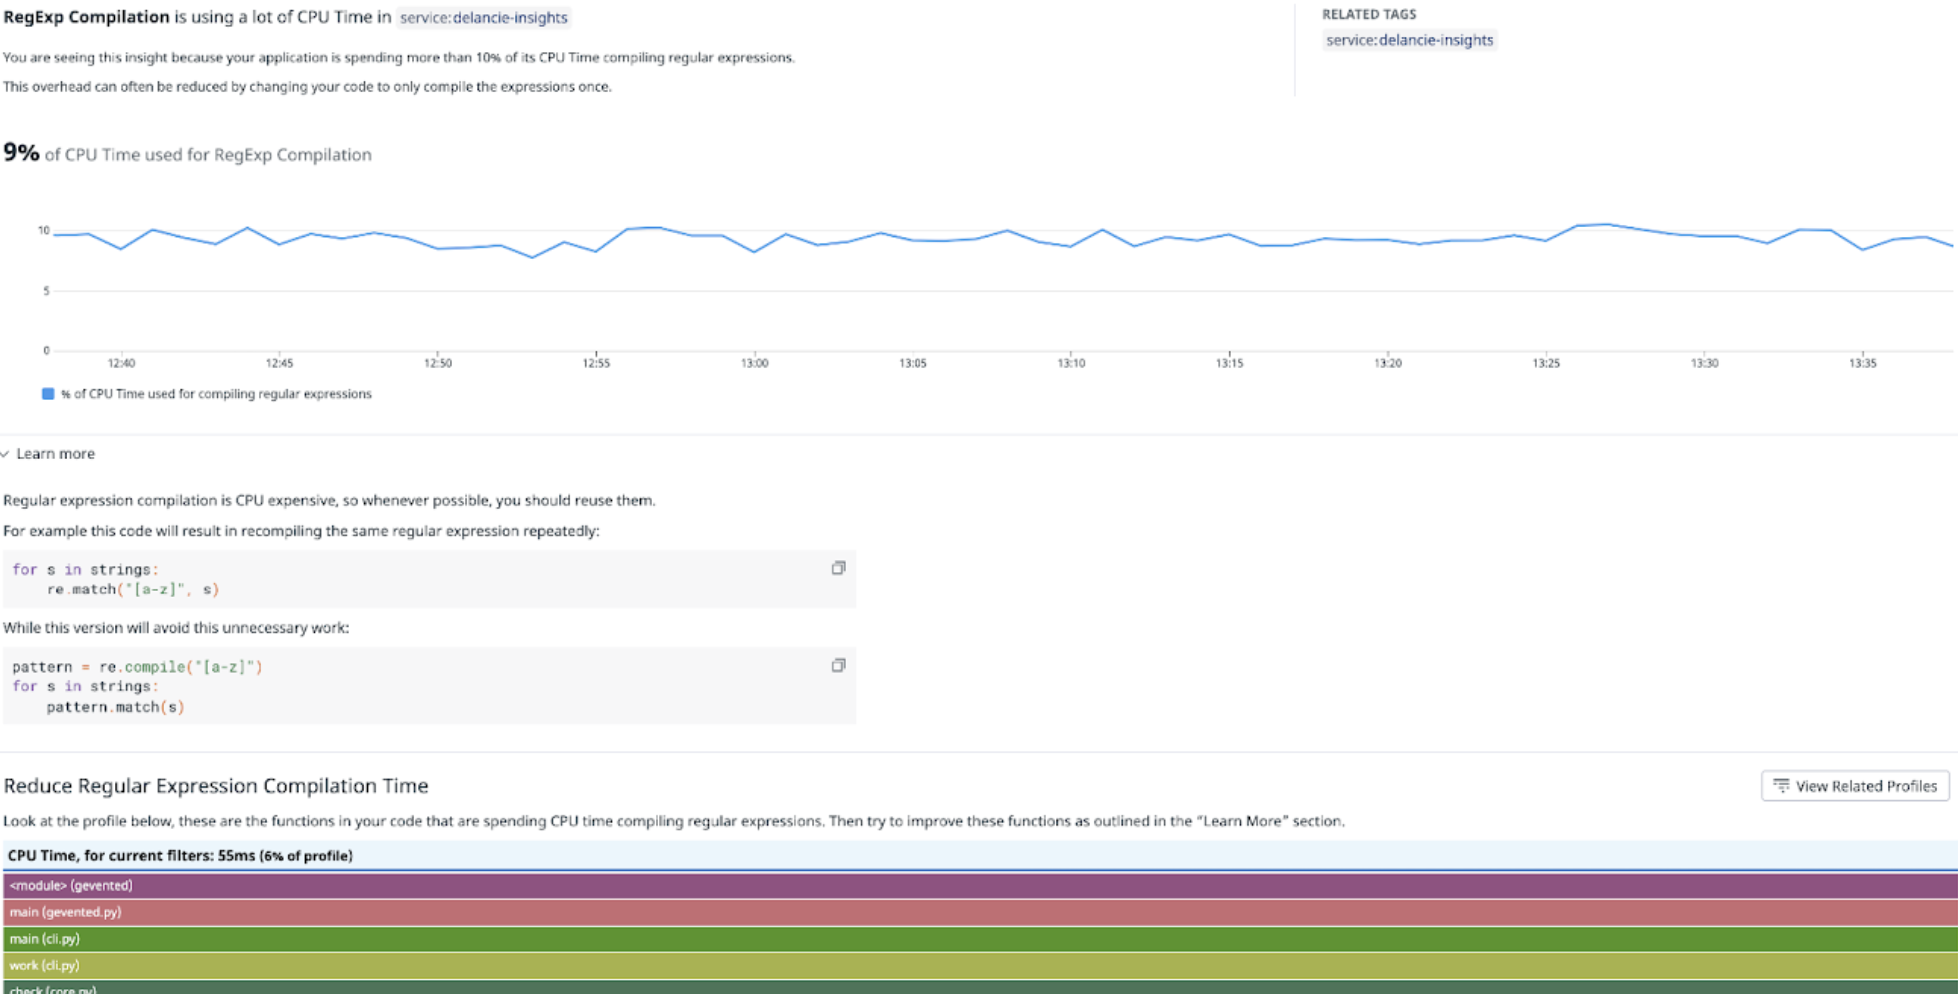 RegExp Compilation is using a lot of CPU Time in service:delancie-insights
You are seeing this insight because your application is spending more than 10% of its CPU Time compiling regular expressions.
This overhead can often be reduced by changing your code to only compile the expressions once.
RELATED TAGS
service:delancie-insights
9% of CPU Time used for RegExp Compilation
10
5
0
12:40 12:45 12:50 12:55 13:00 13:05 13:10 13:15 13:20 13:25 13:30 13:35
% of CPU Time used for compiling regular expressions
Learn more
Regular expression compilation is CPU expensive, so whenever possible, you should reuse them.
For example this code will result in recompiling the same regular expression repeatedly:
for s in strings:
    re.match("[a-z]", s)
While this version will avoid this unnecessary work:
pattern = re.compile("[a-z]")
for s in strings:
    pattern.match(s)
Reduce Regular Expression Compilation Time
View Related Profiles
Look at the profile below, these are the functions in your code that are spending CPU time compiling regular expressions. Then try to improve these functions as outlined in the “Learn More” section.
CPU Time, for current filters: 55ms (6% of profile)
<module> (gevented)
main (gevented.py)
main (cli.py)
work (cli.py)
check (core.py)